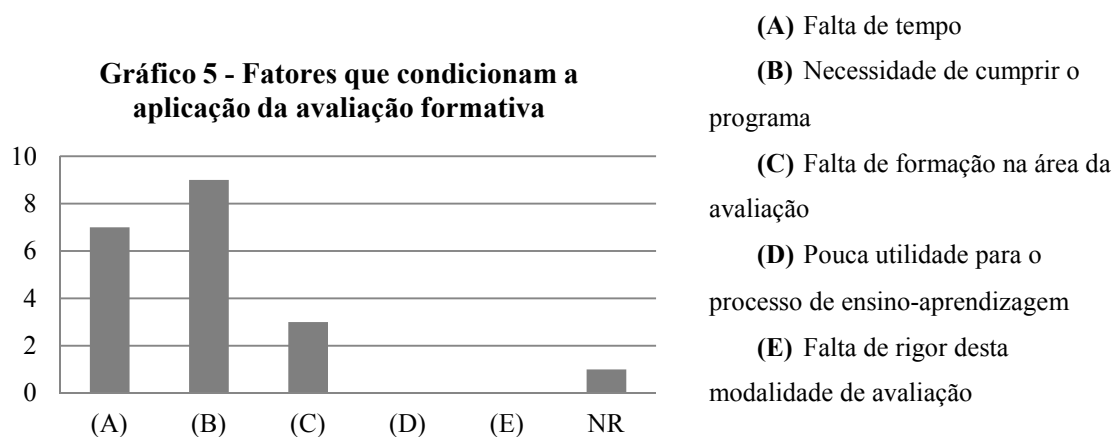 Gráfico 5 - Fatores que condicionam a
aplicação da avaliação formativa
10
8
6
4
2
0
(A) (B) (C) (D) (E) NR
(A) Falta de tempo
(B) Necessidade de cumprir o
programa
(C) Falta de formação na área da
avaliação
(D) Pouca utilidade para o
processo de ensino-aprendizagem
(E) Falta de rigor desta
modalidade de avaliação